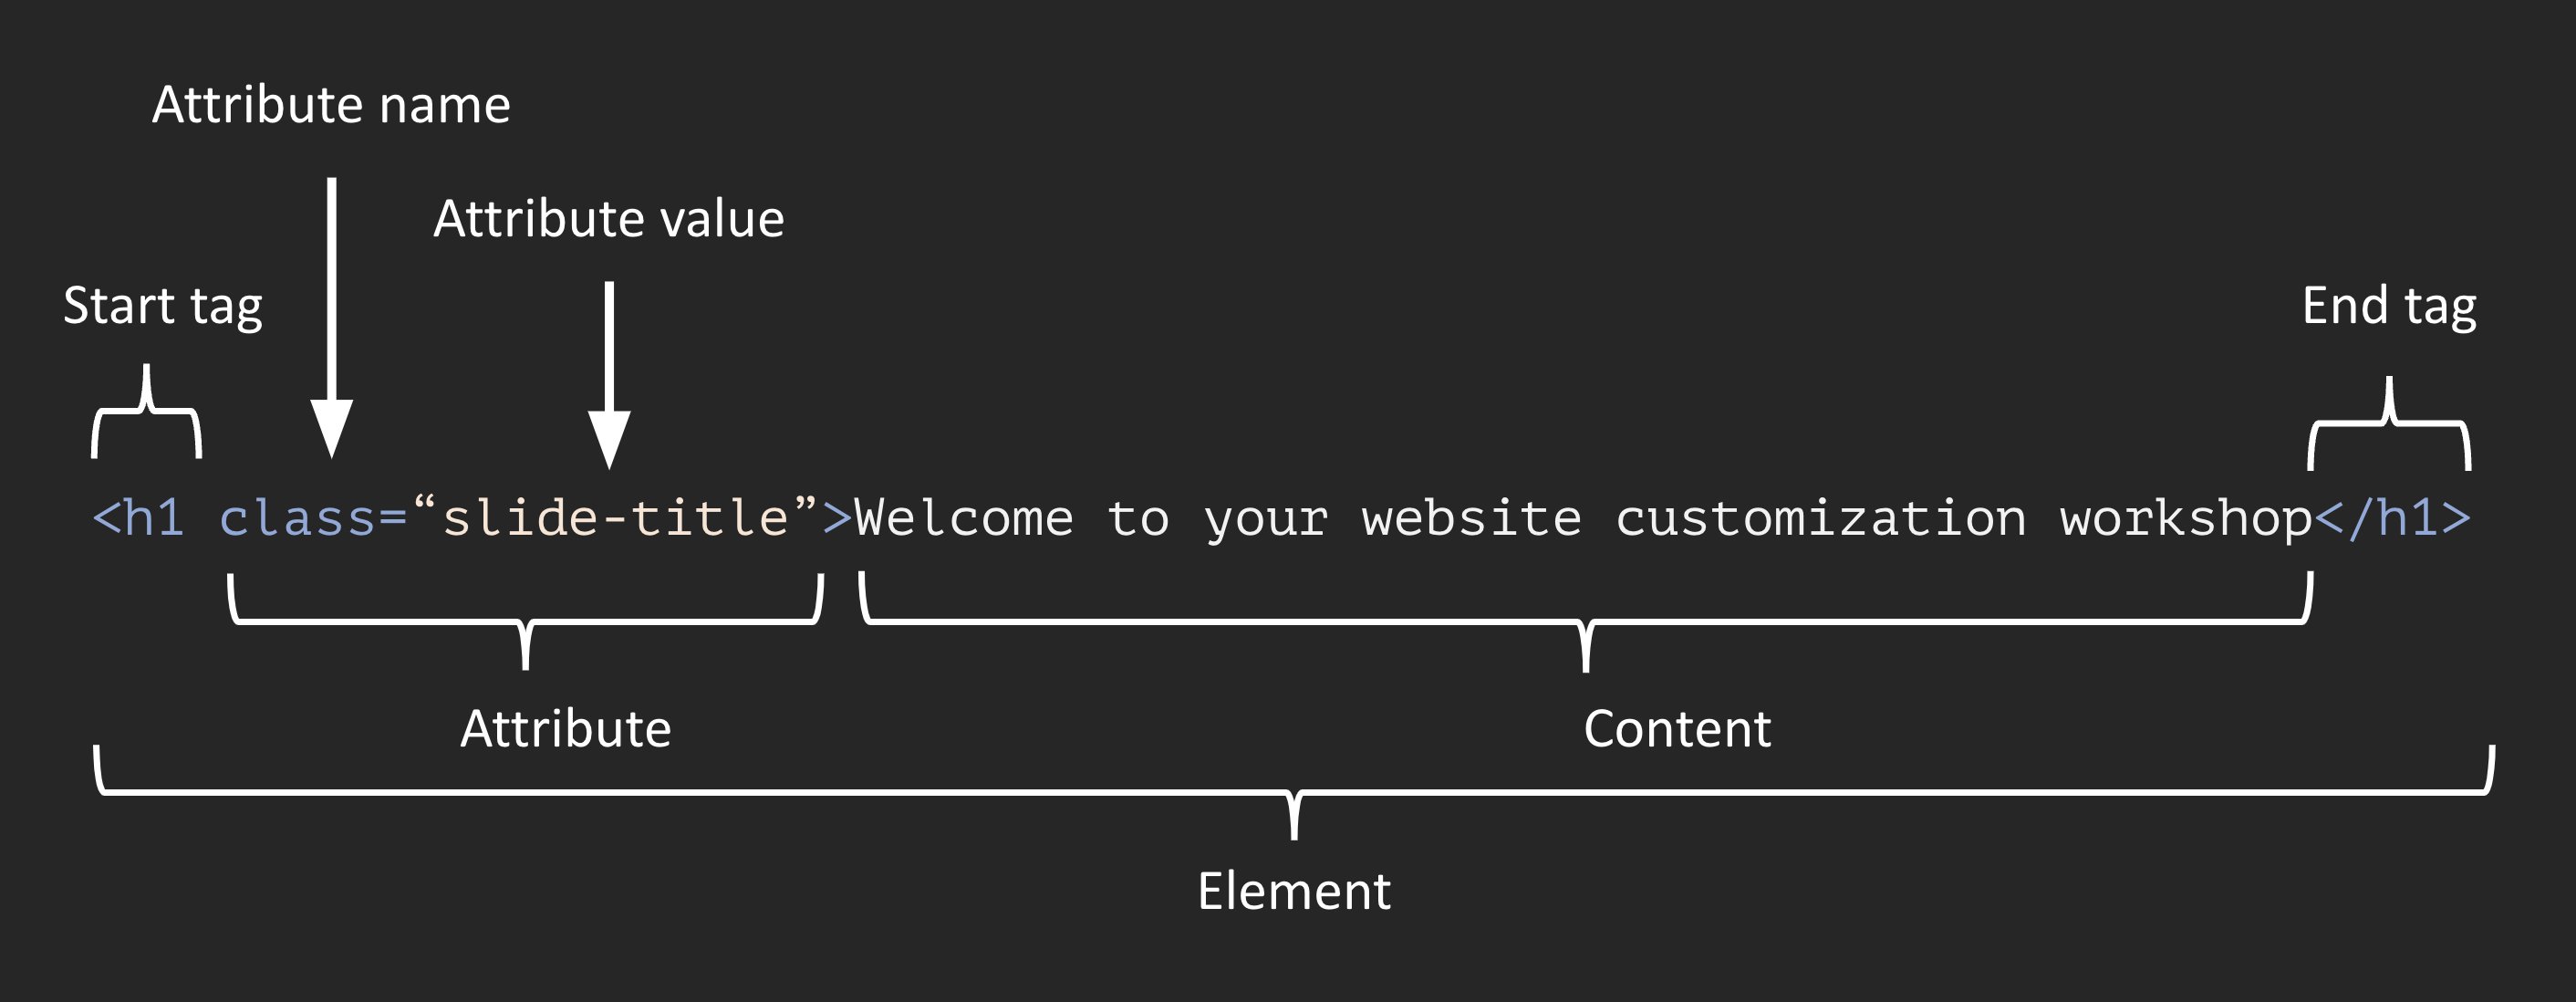 Attribute name
Attribute value
Start tag
End tag
<h1 class=“slide-title”>Welcome to your website customization workshop</h1>
Attribute
Content
Element